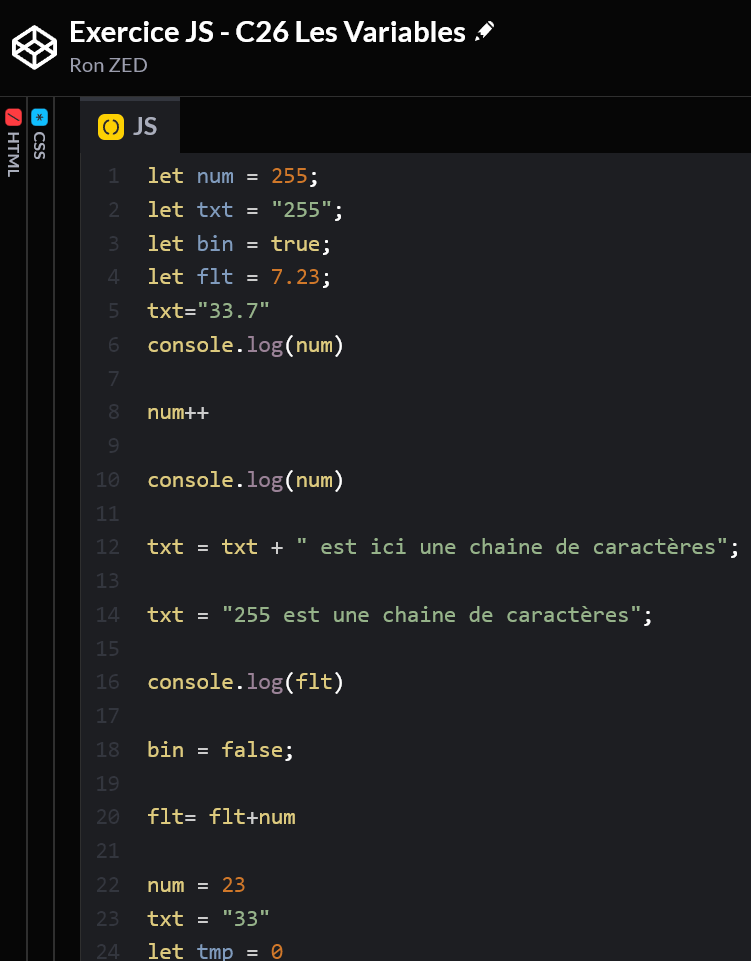 Exercice JS - C26 Les Variables
Ron ZED
HTML
CSS
JS
1 let num = 255;
2 let txt = "255";
3 let bin = true;
4 let flt = 7.23;
5 txt="33.7"
6 console.log(num)
7
8 num++
9
10 console.log(num)
11
12 txt = txt + " est ici une chaine de caractères";
13
14 txt = "255 est une chaine de caractères";
15
16 console.log(flt)
17
18 bin = false;
19
20 flt= flt+num
21
22 num = 23
23 txt = "33"
24 let tmp = 0